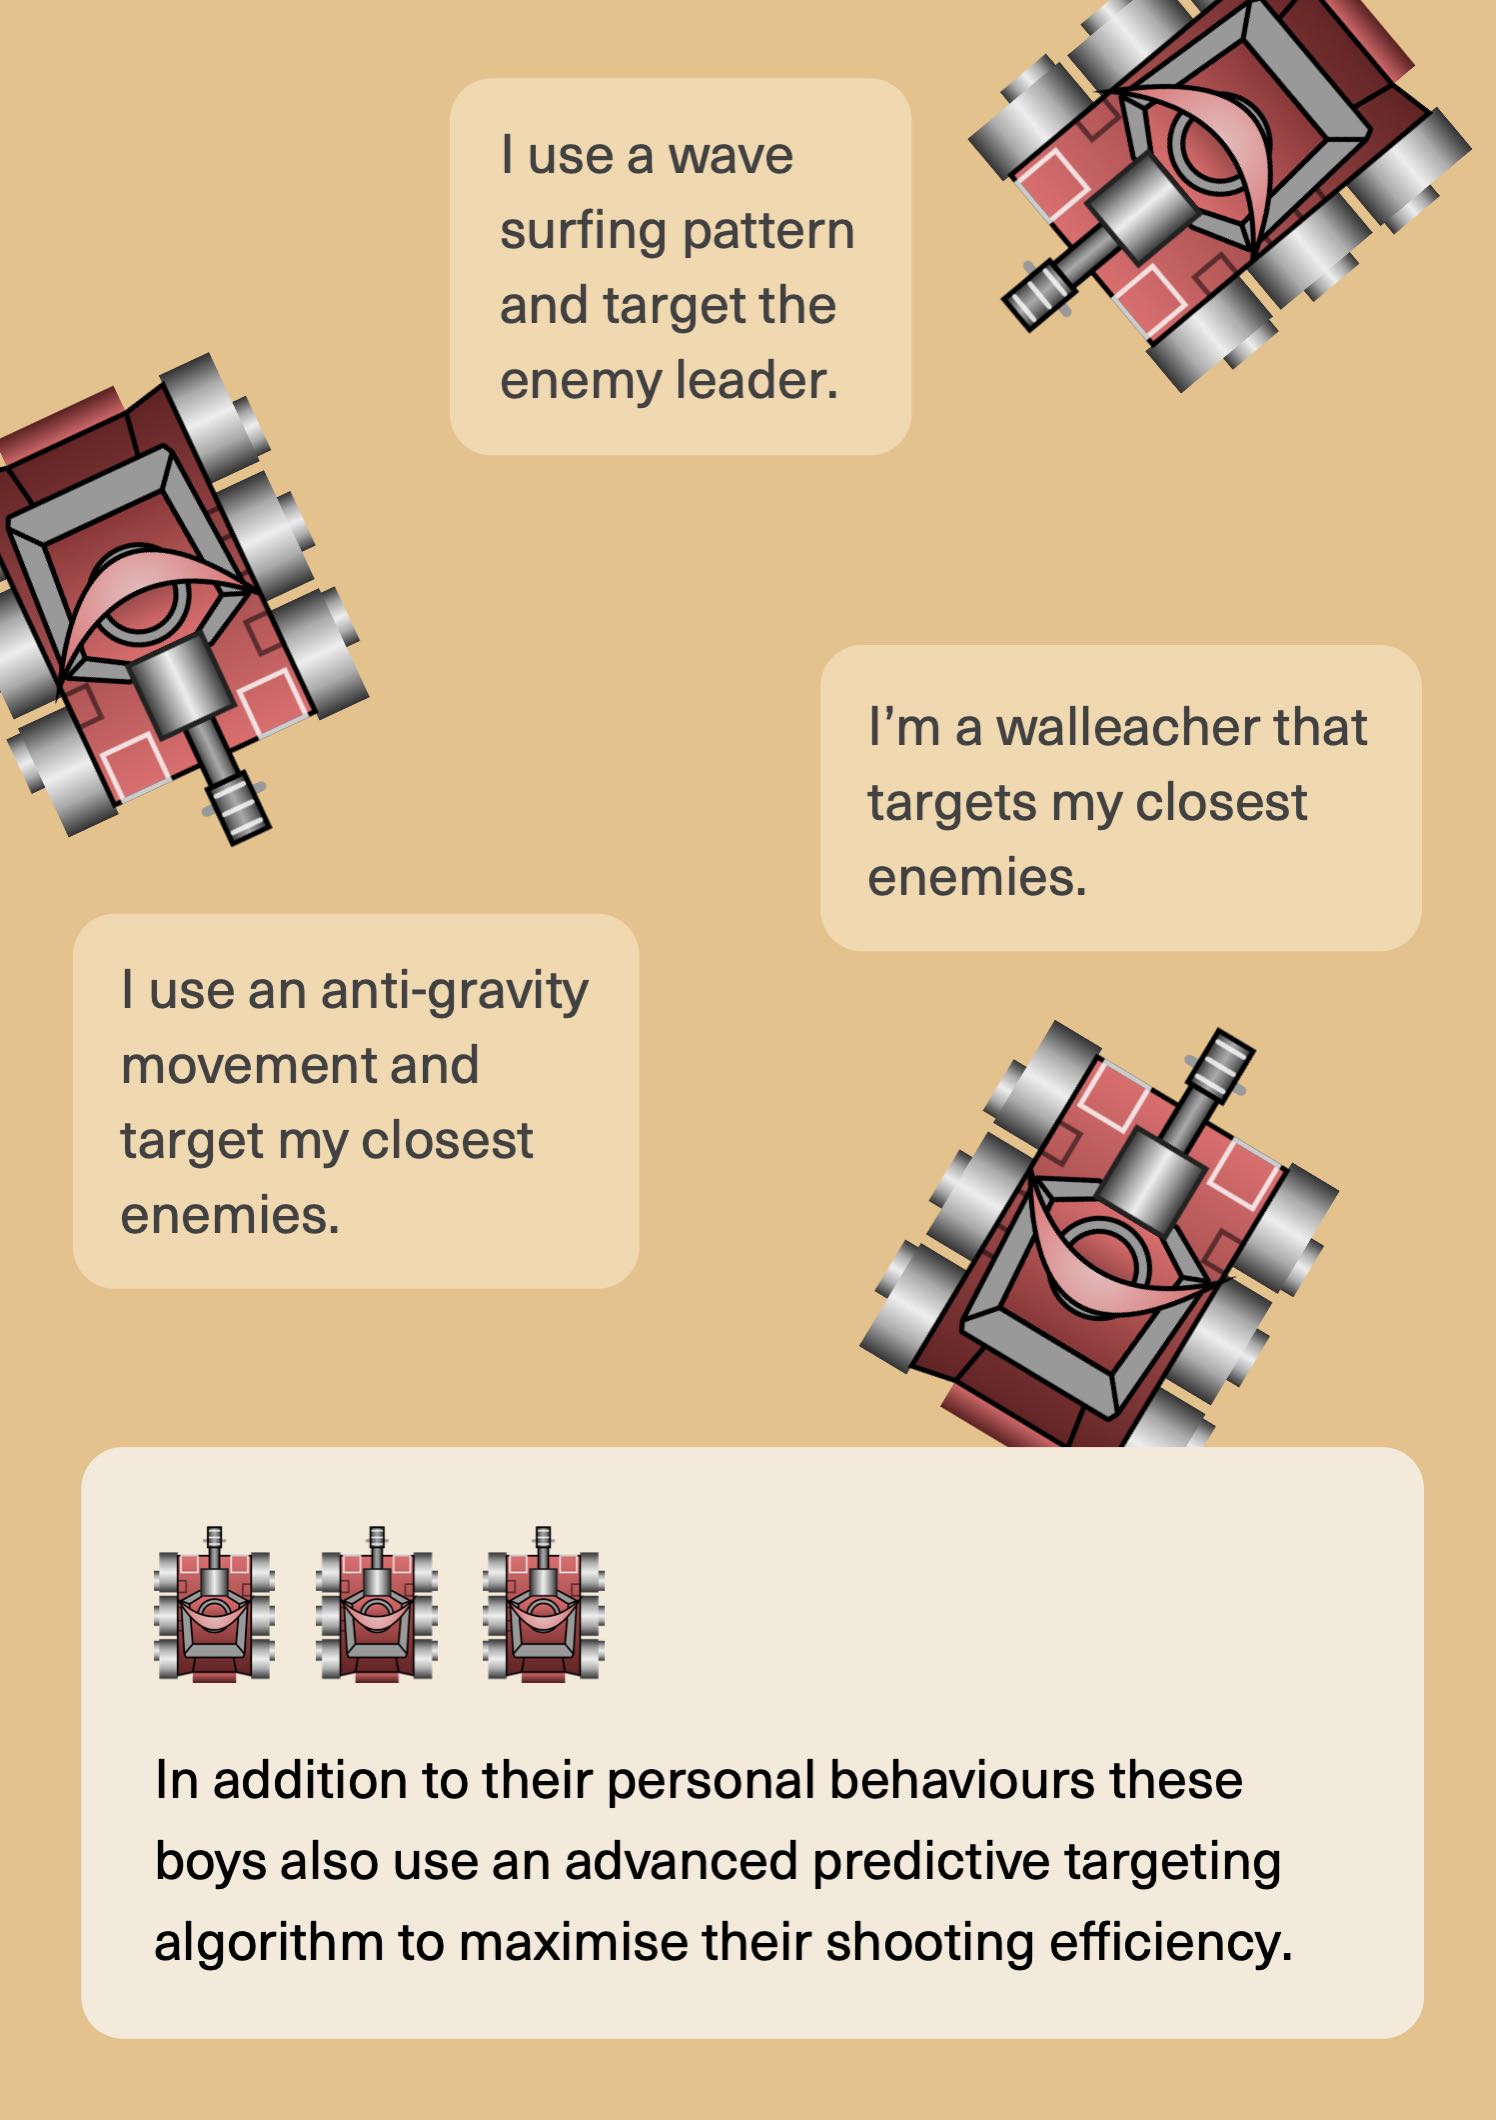 I use a wave
surfing pattern
and target the
enemy leader.
I’m a walleacher that
targets my closest
enemies.
I use an anti-gravity
movement and
target my closest
enemies.
In addition to their personal behaviours these
boys also use an advanced predictive targeting
algorithm to maximise their shooting efficiency.